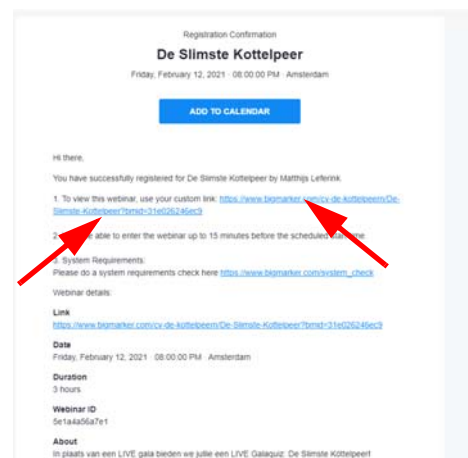 Registration Confirmation
De Slimste Kottelpeer
Friday, February 12, 2021 · 08:00:00 PM · Amsterdam
ADD TO CALENDAR
Hi there,
You have successfully registered for De Slimste Kottelpeer by Matthijs Leferink.
1. To view this webinar, use your custom link: https://www.bigmarker.com/cv-de-kottelpeern/De-
Slimste-Kottelpeer?bmid=31e026246ec9
2. able to enter the webinar up to 15 minutes before the scheduled start time
3. System Requirements:
Please do a system requirements check here https://www.bigmarker.com/system_check
Webinar details:
Link
https://www.bigmarker.com/cv-de-kottelpeern/De-Slimste-Kottelpeer?bmid=31e026246ec9
Date
Friday, February 12, 2021 · 08:00:00 PM · Amsterdam
Duration
3 hours
Webinar ID
5e1a4a56a7e1
About
In plaats van een LIVE gala bieden we jullie een LIVE Galaquiz: De Slimste Köttelpeer!